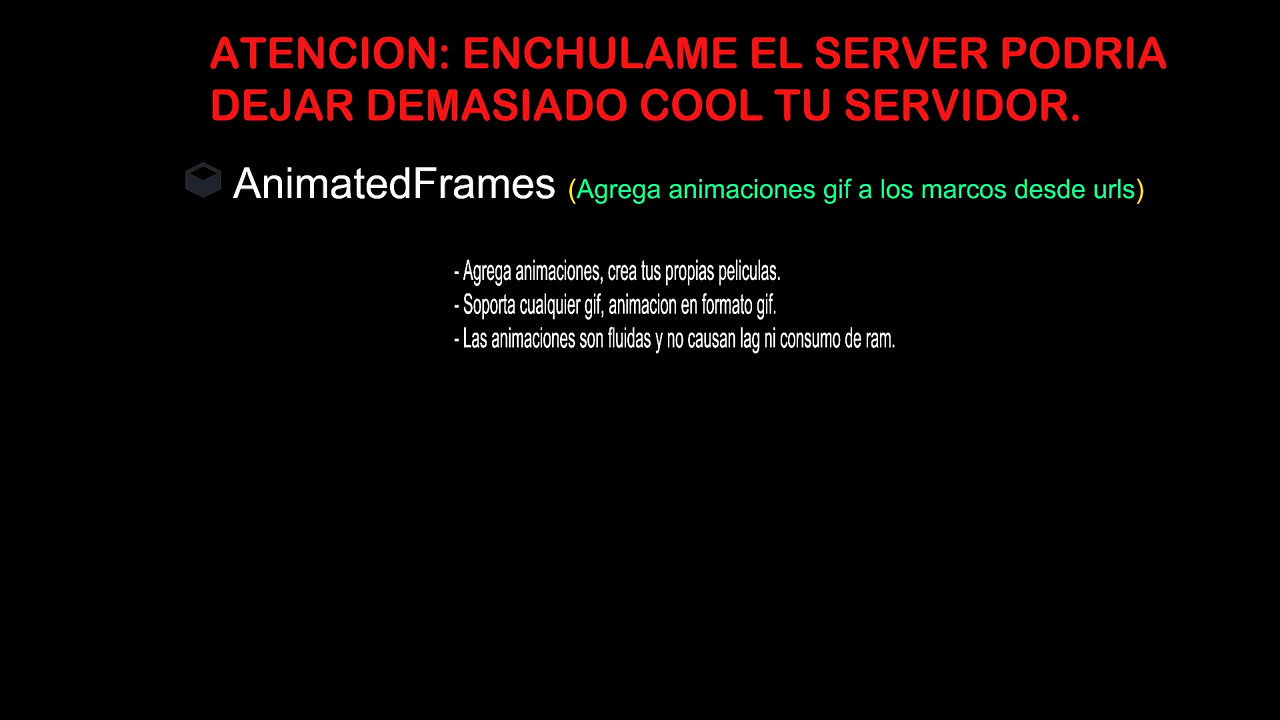 ATENCION: ENCHULAME EL SERVER PODRIA
DEJAR DEMASIADO COOL TU SERVIDOR.
AnimatedFrames (Agrega animaciones gif a los marcos desde urls)
- Agrega animaciones, crea tus propias peliculas.
- Soporta cualquier gif, animacion en formato gif.
- Las animaciones son fluidas y no causan lag ni consumo de ram.